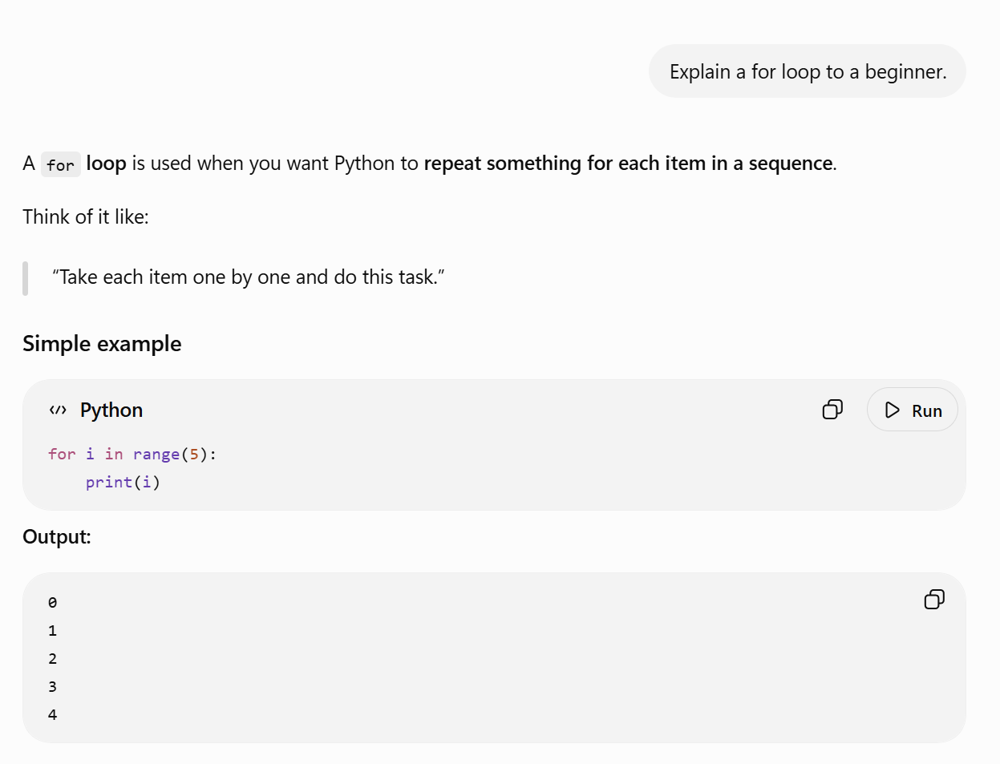 Explain a for loop to a beginner.
A for loop is used when you want Python to repeat something for each item in a sequence.
Think of it like:
“Take each item one by one and do this task.”
Simple example
Python
Run
for i in range(5):
    print(i)
Output:
0
1
2
3
4